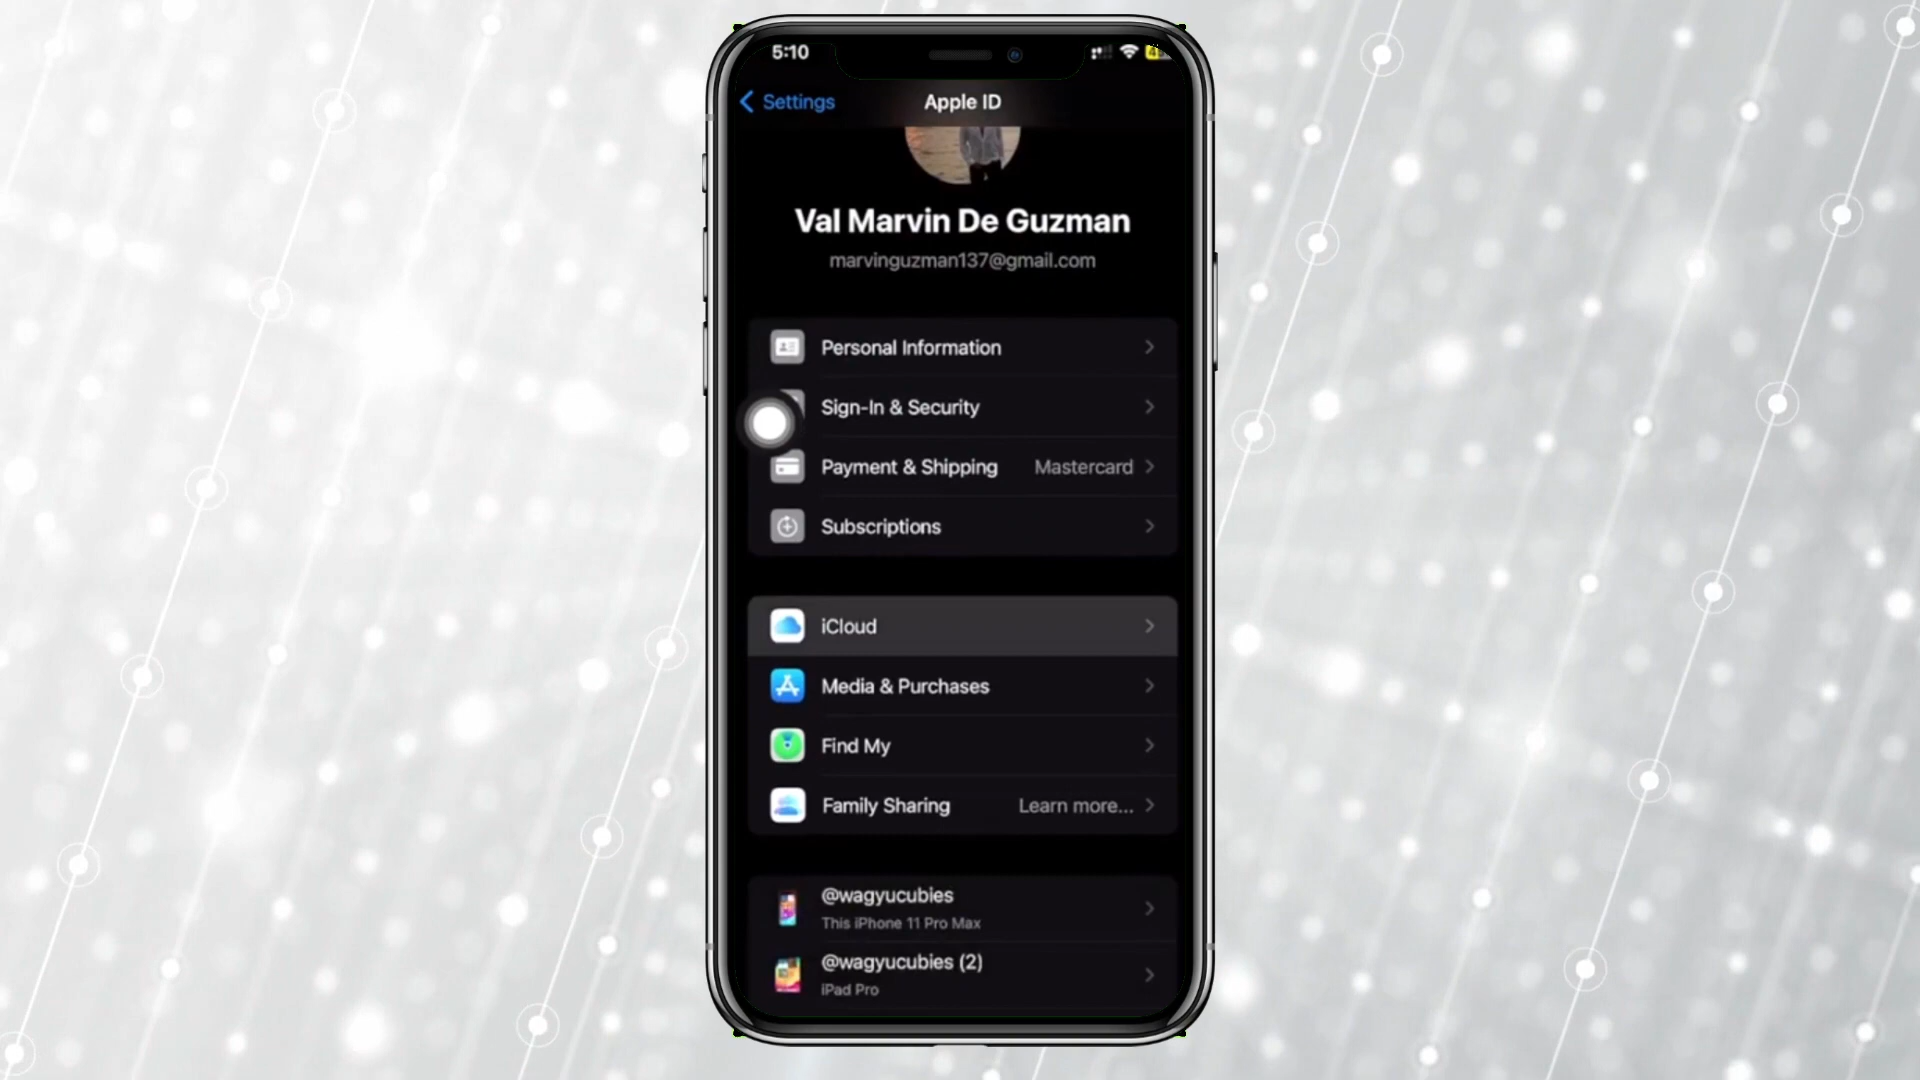 5:10
Settings
Apple ID
Val Marvin De Guzman
marvinguzman137@gmail.com
Personal Information
Sign-In & Security
Payment & Shipping Mastercard
Subscriptions
iCloud
Media & Purchases
Find My
Family Sharing Learn more...
@wagyucubies
This iPhone 11 Pro Max
@wagyucubies (2)
iPad Pro